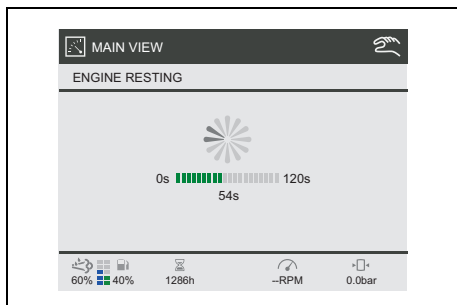 MAIN VIEW
ENGINE RESTING
0s 120s
54s
60% 40% 1286h --RPM 0.0bar